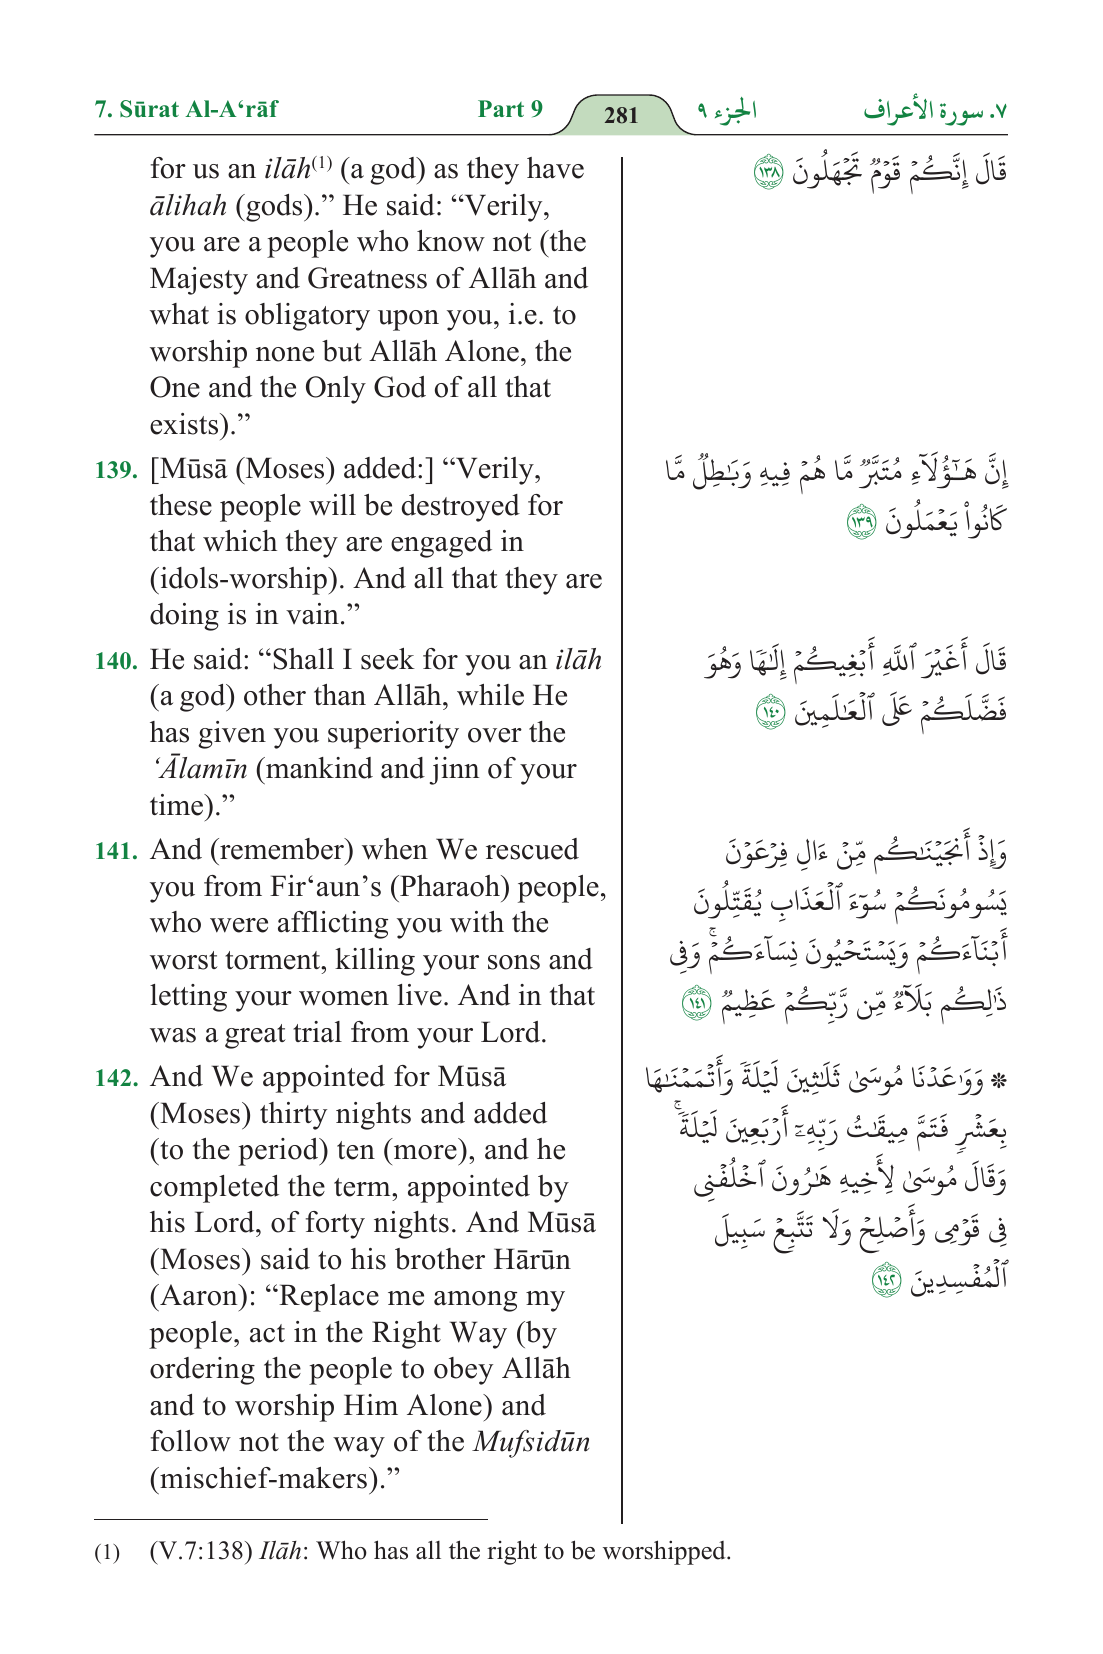 7. Sūrat Al-A‘rāf Part 9 281 الجزء ٩ ٧. سورة الأعراف
for us an ilāh(1) (a god) as they have
ālihah (gods).” He said: “Verily,
you are a people who know not (the
Majesty and Greatness of Allāh and
what is obligatory upon you, i.e. to
worship none but Allāh Alone, the
One and the Only God of all that
exists).”
139. [Mūsā (Moses) added:] “Verily,
these people will be destroyed for
that which they are engaged in
(idols-worship). And all that they are
doing is in vain.”
140. He said: “Shall I seek for you an ilāh
(a god) other than Allāh, while He
has given you superiority over the
‘Ālamīn (mankind and jinn of your
time).”
141. And (remember) when We rescued
you from Fir‘aun’s (Pharaoh) people,
who were afflicting you with the
worst torment, killing your sons and
letting your women live. And in that
was a great trial from your Lord.
142. And We appointed for Mūsā
(Moses) thirty nights and added
(to the period) ten (more), and he
completed the term, appointed by
his Lord, of forty nights. And Mūsā
(Moses) said to his brother Hārūn
(Aaron): “Replace me among my
people, act in the Right Way (by
ordering the people to obey Allāh
and to worship Him Alone) and
follow not the way of the Mufsidūn
(mischief-makers).”
قَالَ إِنَّكُمْ قَوْمٌ تَجْهَلُونَ ١٣٨
إِنَّ هَـٰٓؤُلَآءِ مُتَبَّرٌ مَّا هُمْ فِيهِ وَبَـٰطِلٌ مَّا
كَانُوا۟ يَعْمَلُونَ ١٣٩
قَالَ أَغَيْرَ ٱللَّهِ أَبْغِيكُمْ إِلَـٰهًا وَهُوَ
فَضَّلَكُمْ عَلَى ٱلْعَـٰلَمِينَ ١٤٠
وَإِذْ أَنجَيْنَـٰكُم مِّنْ ءَالِ فِرْعَوْنَ
يَسُومُونَكُمْ سُوٓءَ ٱلْعَذَابِ يُقَتِّلُونَ
أَبْنَآءَكُمْ وَيَسْتَحْيُونَ نِسَآءَكُمْ ۚ وَفِى
ذَٰلِكُم بَلَآءٌ مِّن رَّبِّكُمْ عَظِيمٌ ١٤١
❊ وَوَٰعَدْنَا مُوسَىٰ ثَلَـٰثِينَ لَيْلَةً وَأَتْمَمْنَـٰهَا
بِعَشْرٍ فَتَمَّ مِيقَـٰتُ رَبِّهِۦٓ أَرْبَعِينَ لَيْلَةً ۚ
وَقَالَ مُوسَىٰ لِأَخِيهِ هَـٰرُونَ ٱخْلُفْنِى
فِى قَوْمِى وَأَصْلِحْ وَلَا تَتَّبِعْ سَبِيلَ
ٱلْمُفْسِدِينَ ١٤٢
(1) (V.7:138) Ilāh: Who has all the right to be worshipped.